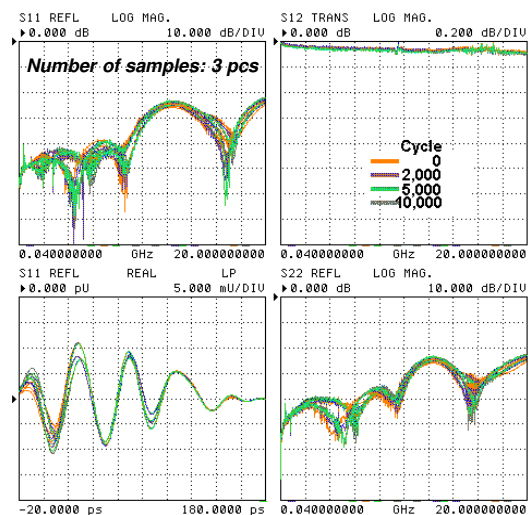 S11 REFL LOG MAG.
▶0.000 dB 10.000 dB/DIV
Number of samples: 3 pcs
0.040000000 GHz 20.000000000
S12 TRANS LOG MAG.
▶0.000 dB 0.200 dB/DIV
Cycle
0
2,000
5,000
10,000
0.040000000 GHz 20.000000000
S11 REFL REAL LP
▶0.000 pU 5.000 mU/DIV
-20.0000 ps 180.0000 ps
S22 REFL LOG MAG.
▶0.000 dB 10.000 dB/DIV
0.040000000 GHz 20.000000000